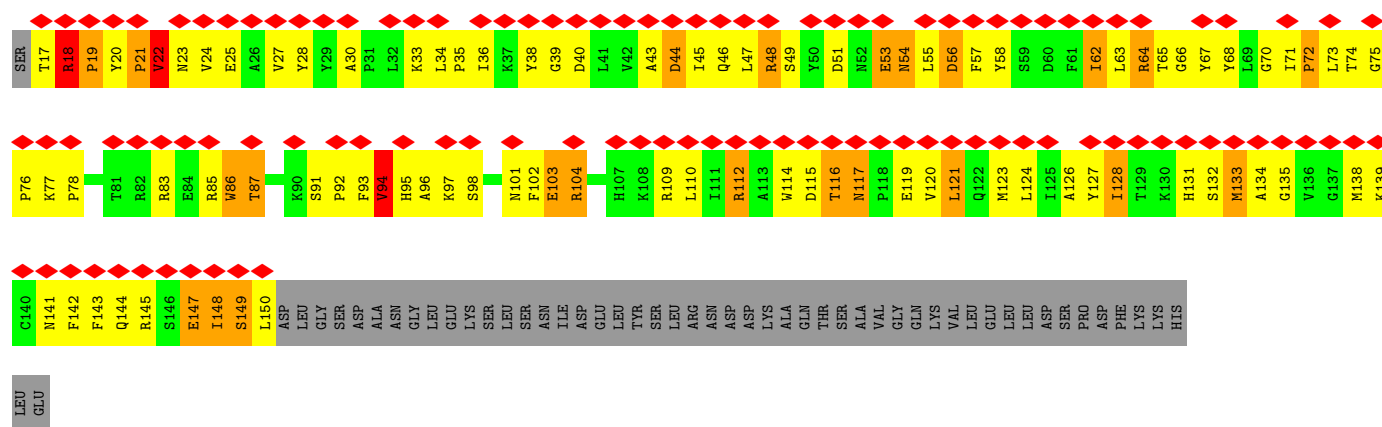 SER T17 R18 P19 Y20 P21 V22 N23 V24 E25 A26 V27 Y28 Y29 A30 P31 L32 K33 L34 P35 I36 K37 Y38 G39 D40 L41 V42 A43 D44 I45 Q46 L47 R48 S49 Y50 D51 N52 E53 N54 L55 D56 F57 Y58 S59 D60 F61 I62 L63 R64 T65 G66 Y67 Y68 L69 G70 I71 P72 L73 T74 G75
P76 K77 P78 T81 R82 R83 E84 R85 W86 T87 K90 S91 P92 F93 V94 H95 A96 K97 S98 N101 F102 E103 R104 H107 K108 R109 L110 I111 R112 A113 W114 D115 T116 N117 P118 E119 V120 L121 Q122 M123 L124 I125 A126 Y127 I128 T129 K130 H131 S132 M133 A134 G135 V136 G137 M138 K139
C140 N141 F142 F143 Q144 R145 S146 E147 I148 S149 L150 ASP LEU GLY SER ASP ALA ASN GLY LEU GLU LYS SER LEU SER ASN ILE ASP GLU LEU TYR SER LEU ARG ASN ASP ASP LYS ALA GLN THR SER ALA VAL GLY GLN LYS VAL LEU GLU LEU LEU ASP SER PRO ASP PHE LYS LYS HIS
LEU GLU